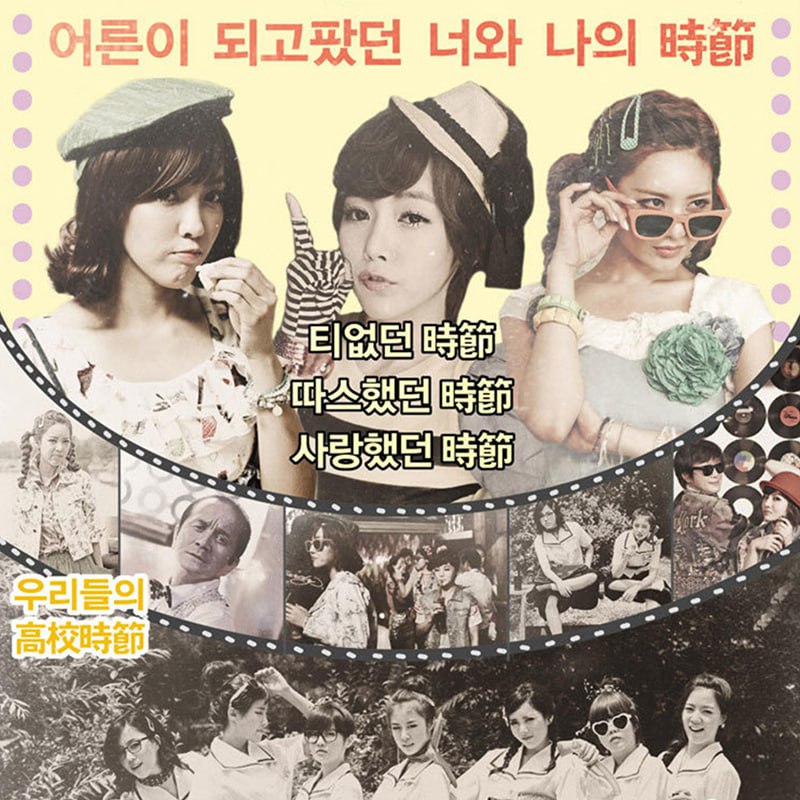 어른이 되고팠던 너와 나의 時節
티없던 時節
따스했던 時節
사랑했던 時節
우리들의
高校時節